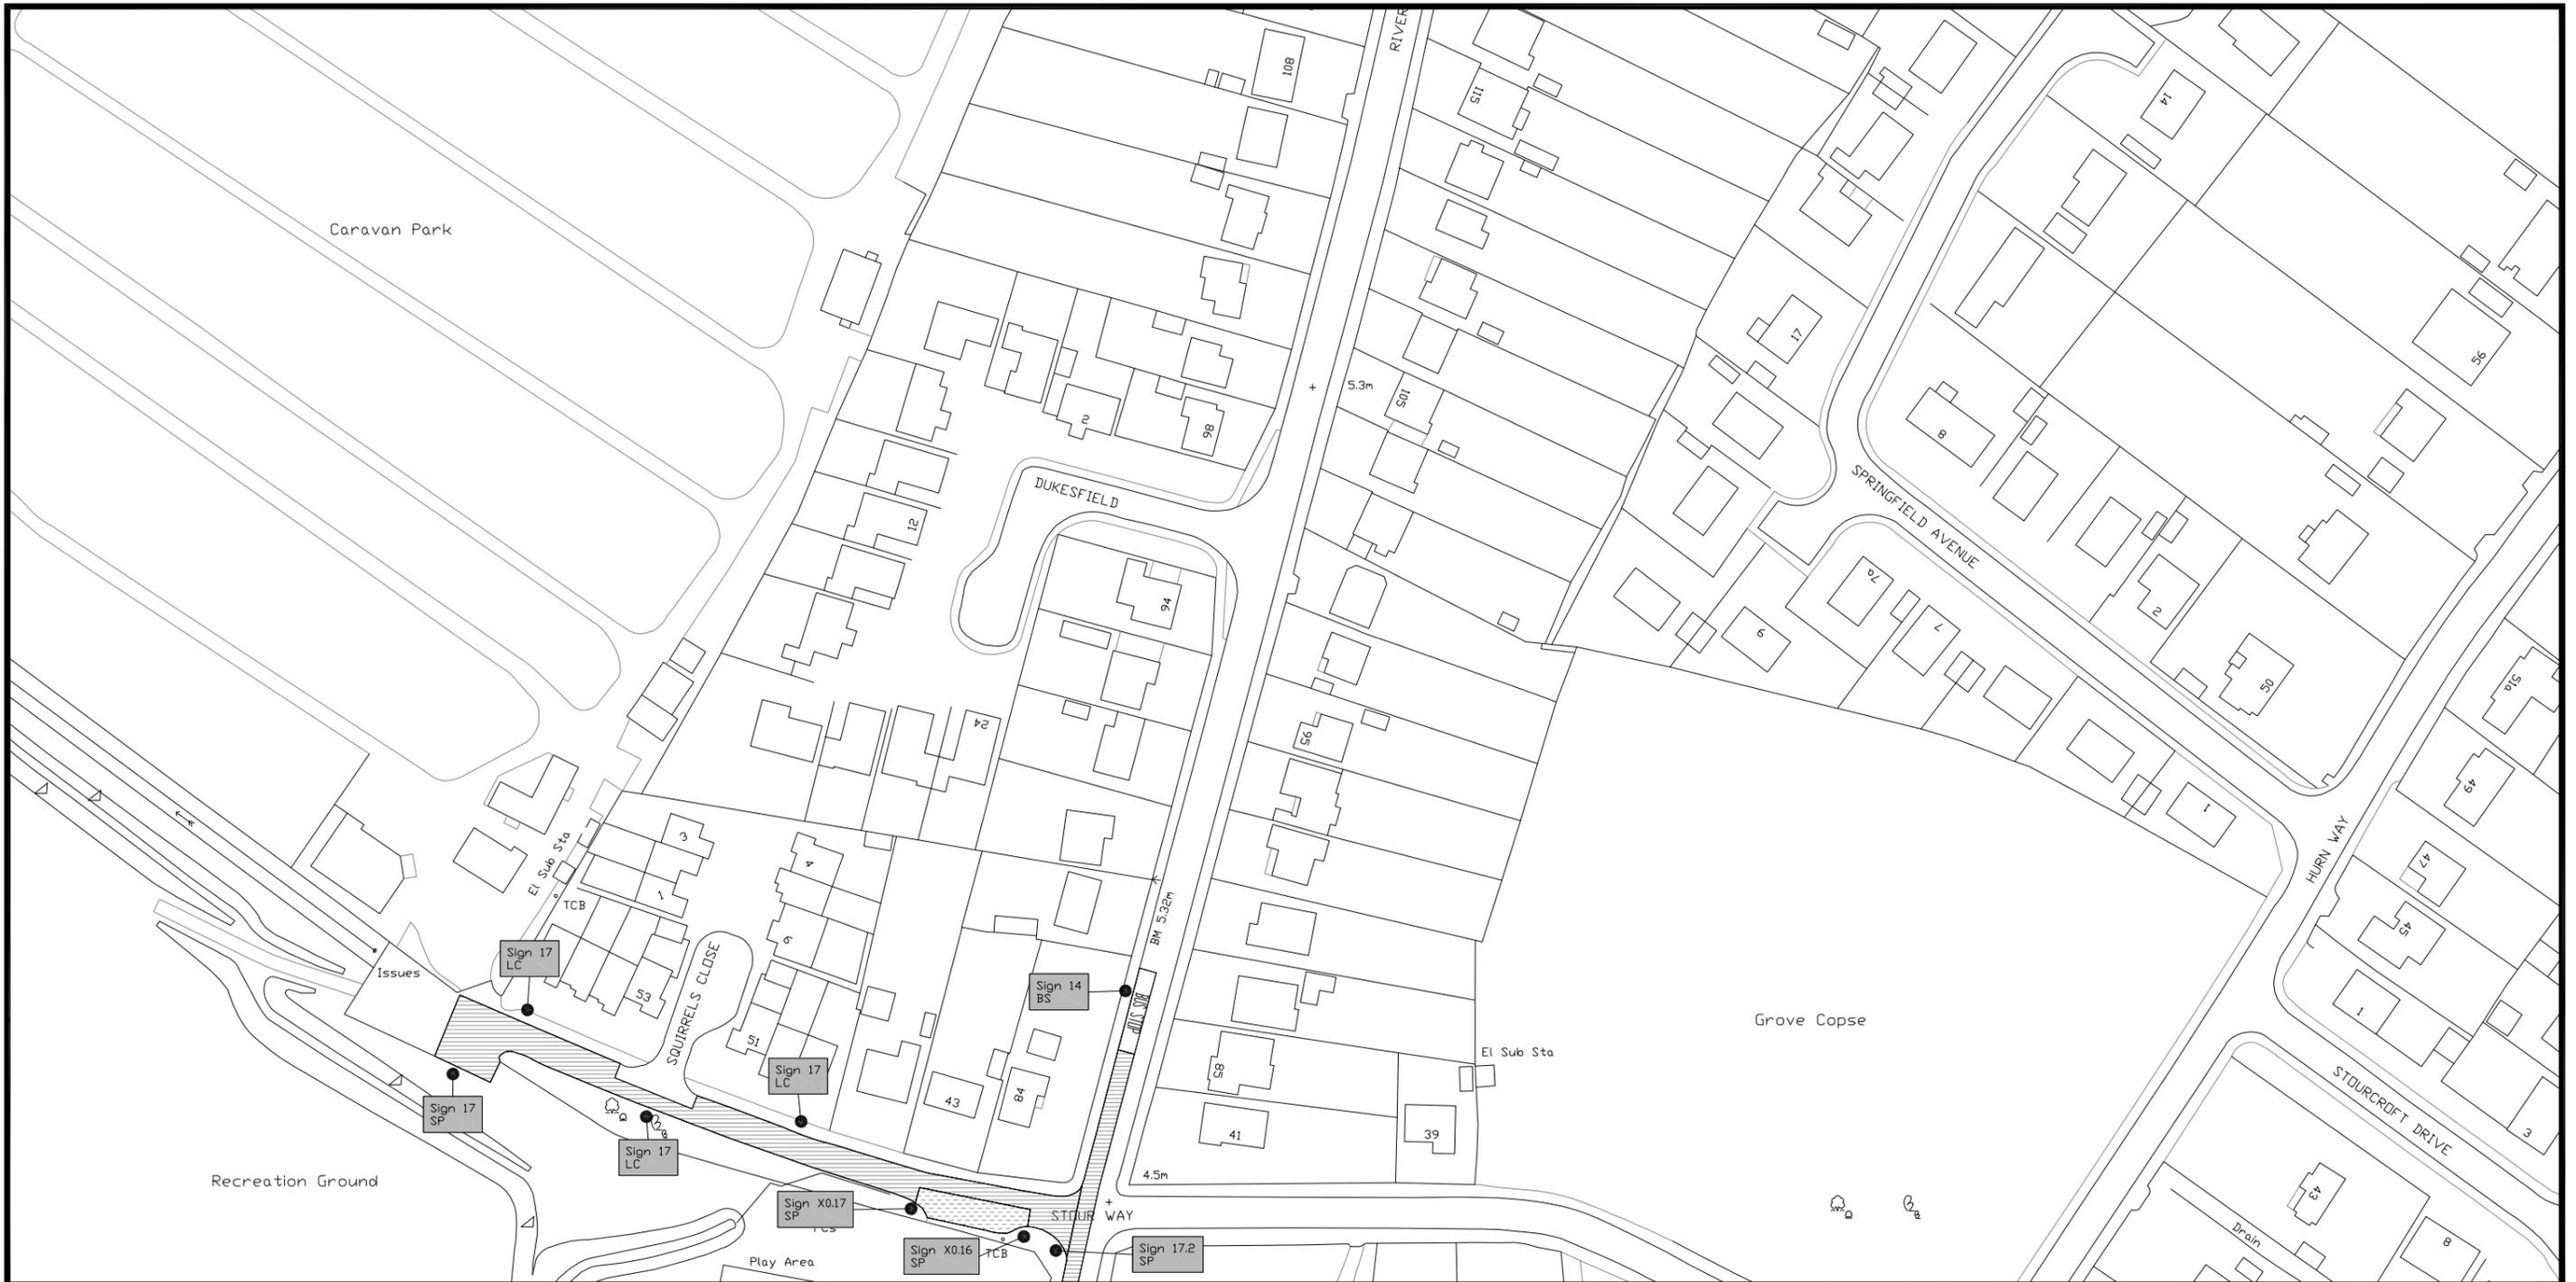 RIVER
108
115
14
Caravan Park
17
56
5.3m
105
2
98
8
DUKESFIELD
SPRINGFIELD AVENUE
12
94
7a
7
9
2
50
51a
24
95
49
1
HURN WAY
47
45
El Sub Sta
TCB
3
1
4
6
BM 5.32m
Sign 17
LC
Issues
53
SQUIRRELS CLOSE
51
Sign 14
BS
BUS STOP
Grove Copse
1
El Sub Sta
85
Sign 17
LC
43
84
41
39
STOURCROFT DRIVE
3
Sign 17
SP
Sign 17
LC
Recreation Ground
4.5m
Sign X0.17
SP
TCs
STOUR WAY
43
Drain
8
Play Area
Sign X0.16
SP
TCB
Sign 17.2
SP